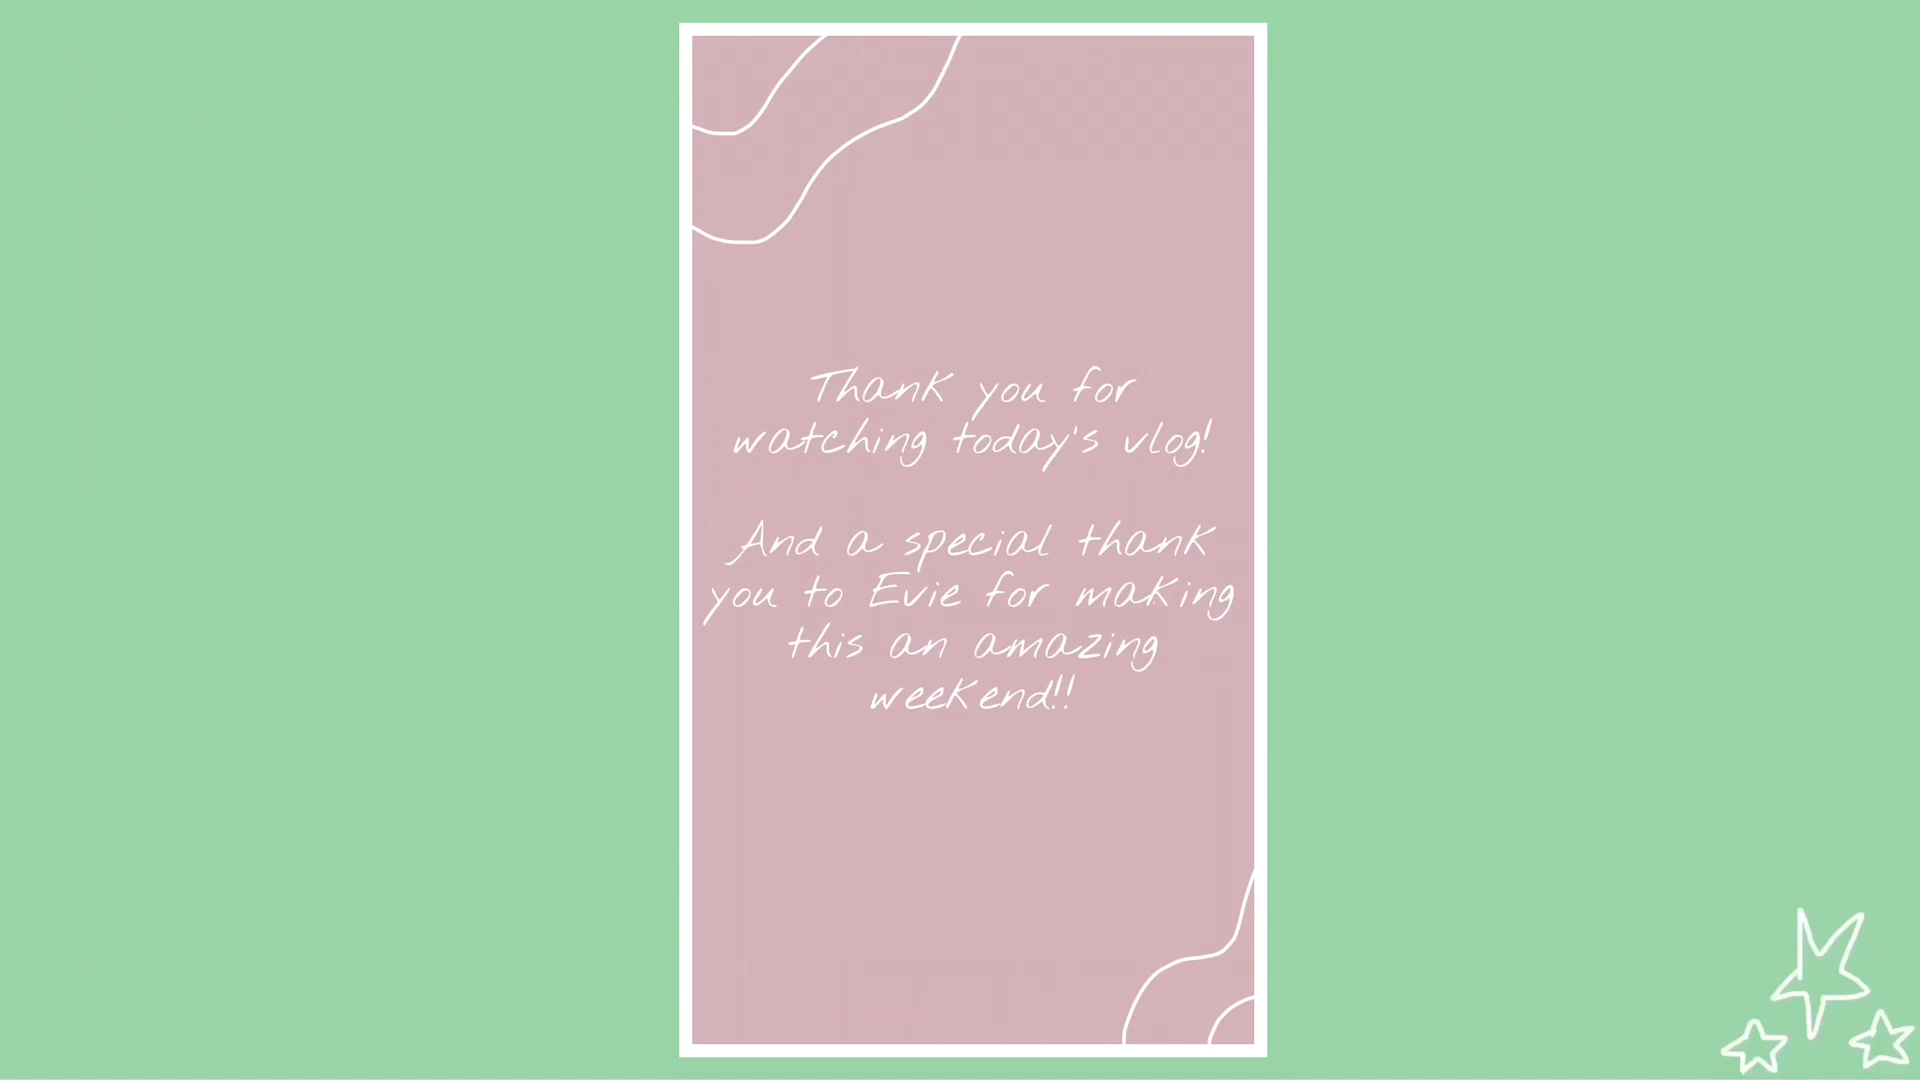 Thank you for
watching today's vlog!
And a special thank
you to Evie for making
this an amazing
weekend!!